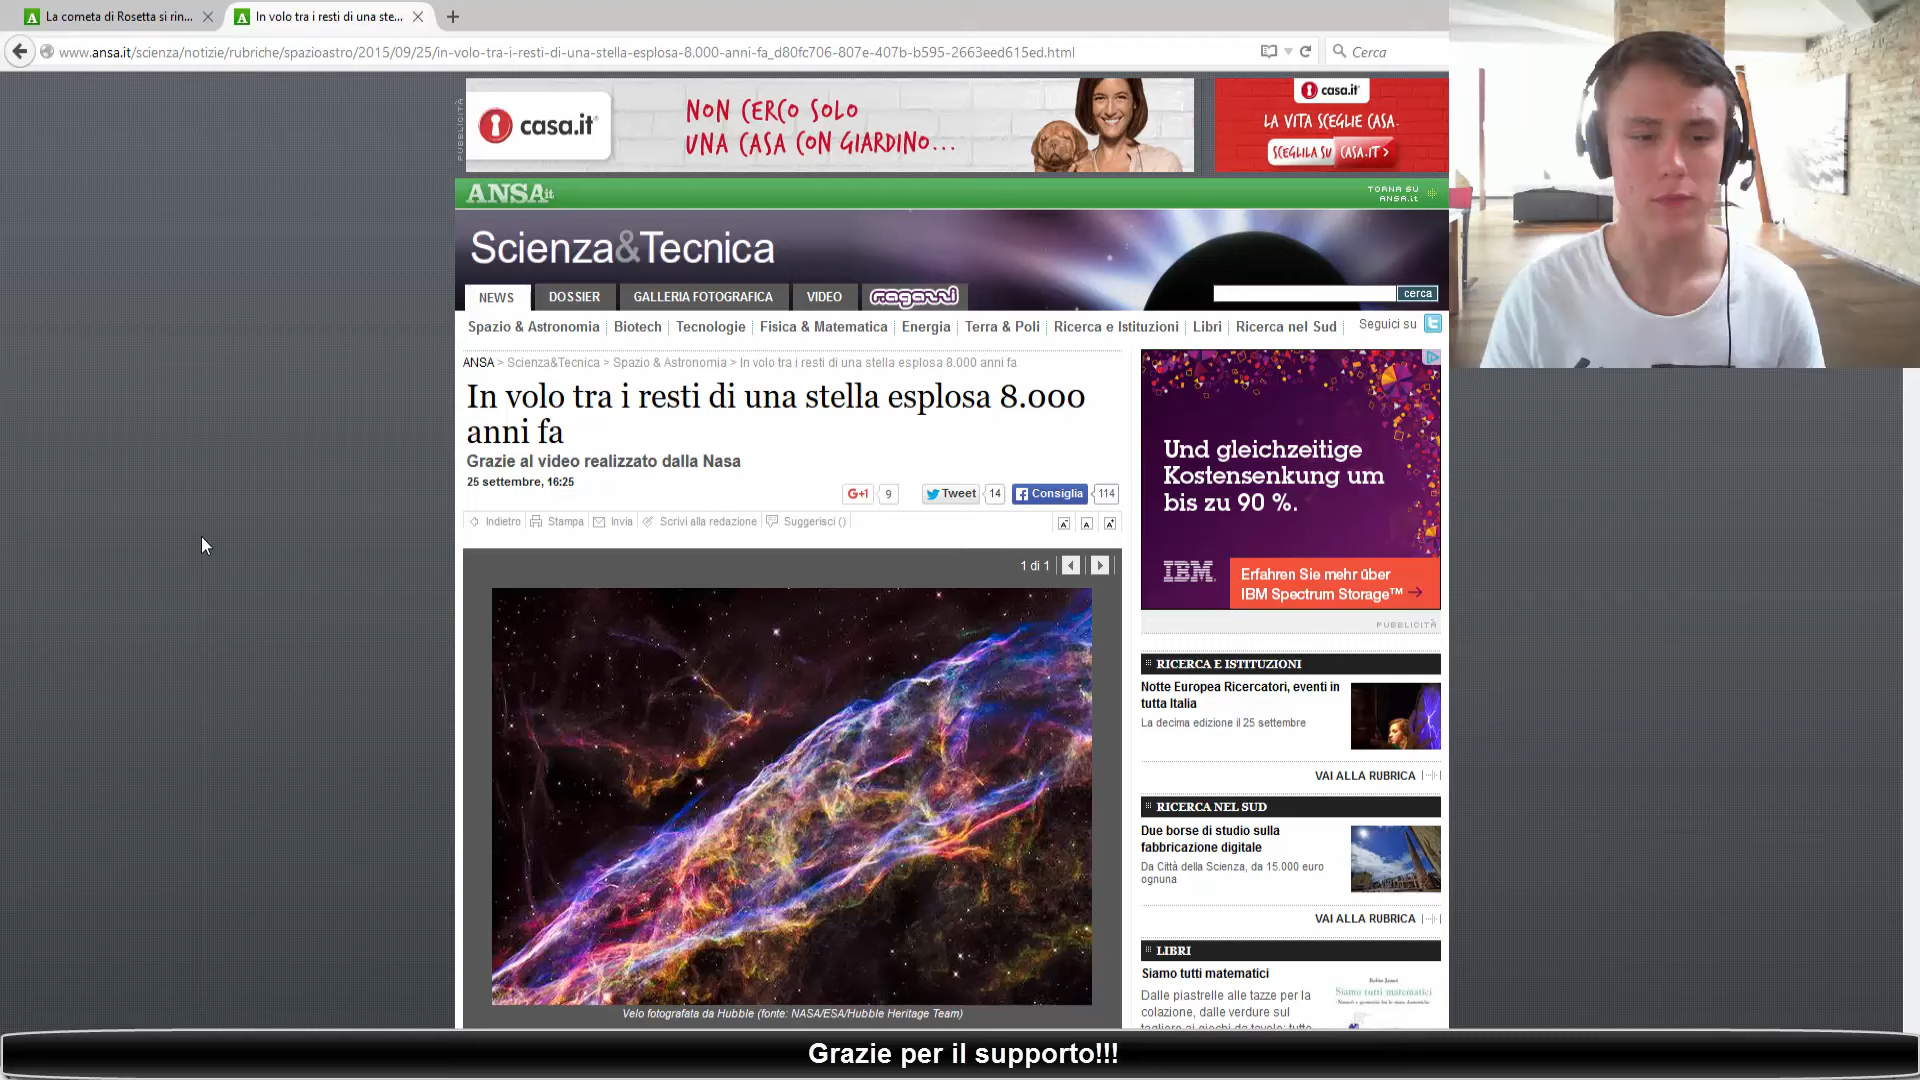 La cometa di Rosetta si rin...
In volo tra i resti di una ste...
www.ansa.it/scienza/notizie/rubriche/spazioastro/2015/09/25/in-volo-tra-i-resti-di-una-stella-esplosa-8.000-anni-fa_d80fc706-807e-407b-b595-2663eed615ed.html
Cerca
PUBBLICITÀ
casa.it
NON CERCO SOLO
UNA CASA CON GIARDINO...
casa.it
LA VITA SCEGLIE CASA.
SCEGLILA SU CASA.IT >
ANSA.it
TORNA SU
ANSA.it
Scienza&Tecnica
NEWS
DOSSIER
GALLERIA FOTOGRAFICA
VIDEO
ragazzi
cerca
Spazio & Astronomia
Biotech
Tecnologie
Fisica & Matematica
Energia
Terra & Poli
Ricerca e Istituzioni
Libri
Ricerca nel Sud
Seguici su
ANSA > Scienza&Tecnica > Spazio & Astronomia > In volo tra i resti di una stella esplosa 8.000 anni fa
In volo tra i resti di una stella esplosa 8.000
anni fa
Grazie al video realizzato dalla Nasa
25 settembre, 16:25
G+1
9
Tweet
14
Consiglia
114
Indietro
Stampa
Invia
Scrivi alla redazione
Suggerisci ()
A
A
A
1 di 1
Velo fotografata da Hubble (fonte: NASA/ESA/Hubble Heritage Team)
Und gleichzeitige
Kostensenkung um
bis zu 90 %.
IBM.
Erfahren Sie mehr über
IBM Spectrum Storage™ →
PUBBLICITÀ
RICERCA E ISTITUZIONI
Notte Europea Ricercatori, eventi in
tutta Italia
La decima edizione il 25 settembre
VAI ALLA RUBRICA
RICERCA NEL SUD
Due borse di studio sulla
fabbricazione digitale
Da Città della Scienza, da 15.000 euro
ognuna
VAI ALLA RUBRICA
LIBRI
Siamo tutti matematici
Dalle piastrelle alle tazze per la
colazione, dalle verdure sul
tagliere ai giochi da tavolo: tutto
Siamo tutti matematici
Grazie per il supporto!!!